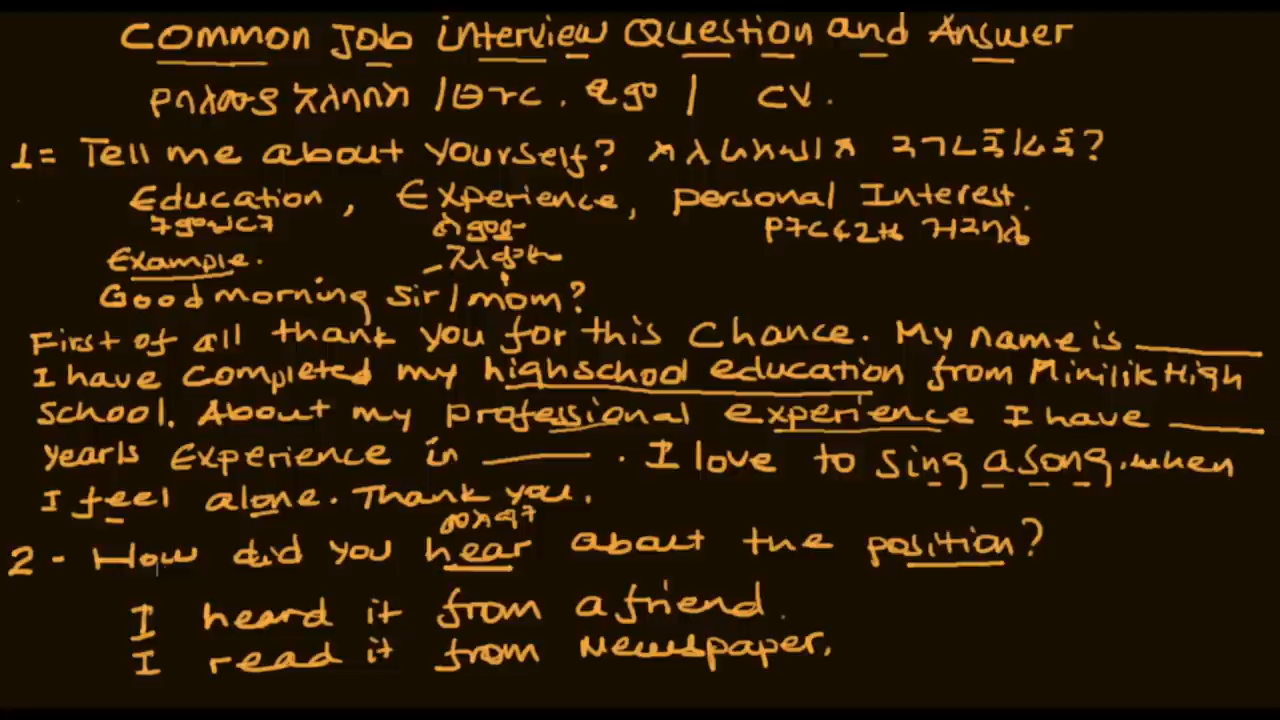 Common Job interview Question and Answer
CV.
1= Tell me about yourself?
Education, Experience, personal Interest.
Example.
Good morning Sir/mom?
First of all thank you for this Chance. My name is ______
I have completed my highschool education from Minilik High
School. About my professional experience I have ______
years Experience in ______. I love to sing a song. when
I feel alone. Thank you.
2 - How did you hear about the position?
I heard it from a friend.
I read it from Newspaper.